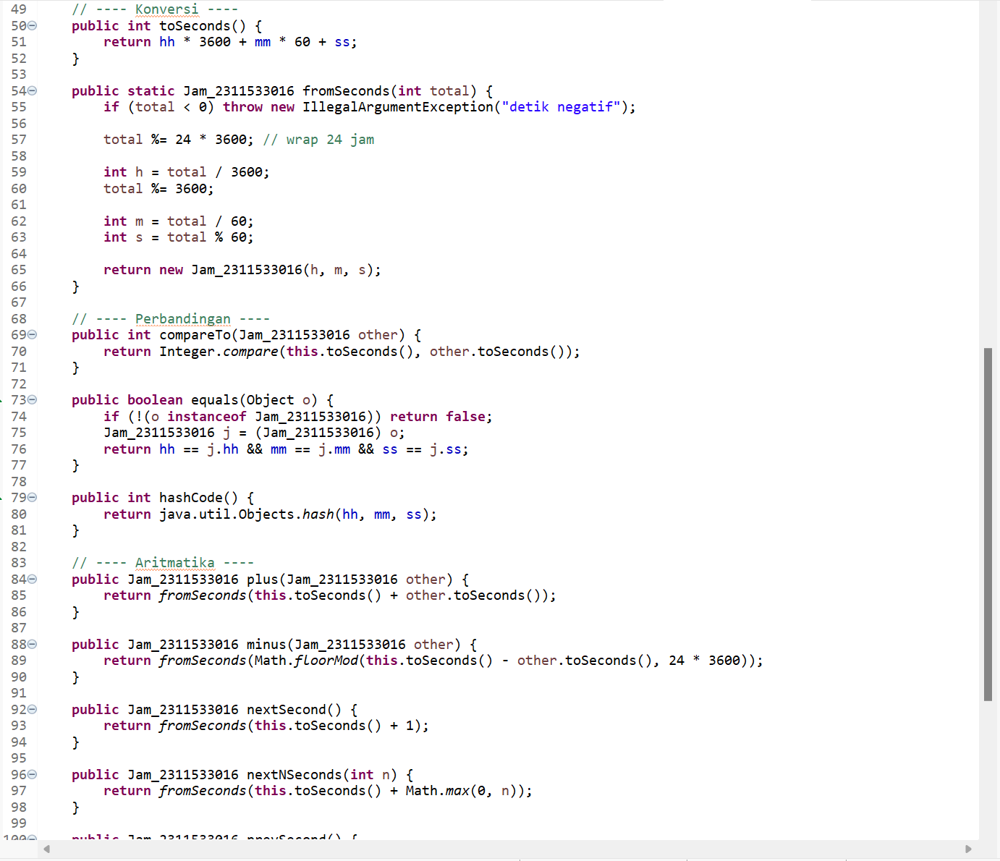 49 // ---- Konversi ----
50 public int toSeconds() {
51 return hh * 3600 + mm * 60 + ss;
52 }
53
54 public static Jam_2311533016 fromSeconds(int total) {
55 if (total < 0) throw new IllegalArgumentException("detik negatif");
56
57 total %= 24 * 3600; // wrap 24 jam
58
59 int h = total / 3600;
60 total %= 3600;
61
62 int m = total / 60;
63 int s = total % 60;
64
65 return new Jam_2311533016(h, m, s);
66 }
67
68 // ---- Perbandingan ----
69 public int compareTo(Jam_2311533016 other) {
70 return Integer.compare(this.toSeconds(), other.toSeconds());
71 }
72
73 public boolean equals(Object o) {
74 if (!(o instanceof Jam_2311533016)) return false;
75 Jam_2311533016 j = (Jam_2311533016) o;
76 return hh == j.hh && mm == j.mm && ss == j.ss;
77 }
78
79 public int hashCode() {
80 return java.util.Objects.hash(hh, mm, ss);
81 }
82
83 // ---- Aritmatika ----
84 public Jam_2311533016 plus(Jam_2311533016 other) {
85 return fromSeconds(this.toSeconds() + other.toSeconds());
86 }
87
88 public Jam_2311533016 minus(Jam_2311533016 other) {
89 return fromSeconds(Math.floorMod(this.toSeconds() - other.toSeconds(), 24 * 3600));
90 }
91
92 public Jam_2311533016 nextSecond() {
93 return fromSeconds(this.toSeconds() + 1);
94 }
95
96 public Jam_2311533016 nextNSeconds(int n) {
97 return fromSeconds(this.toSeconds() + Math.max(0, n));
98 }
99
100 public Jam_2311533016 prevSecond() {